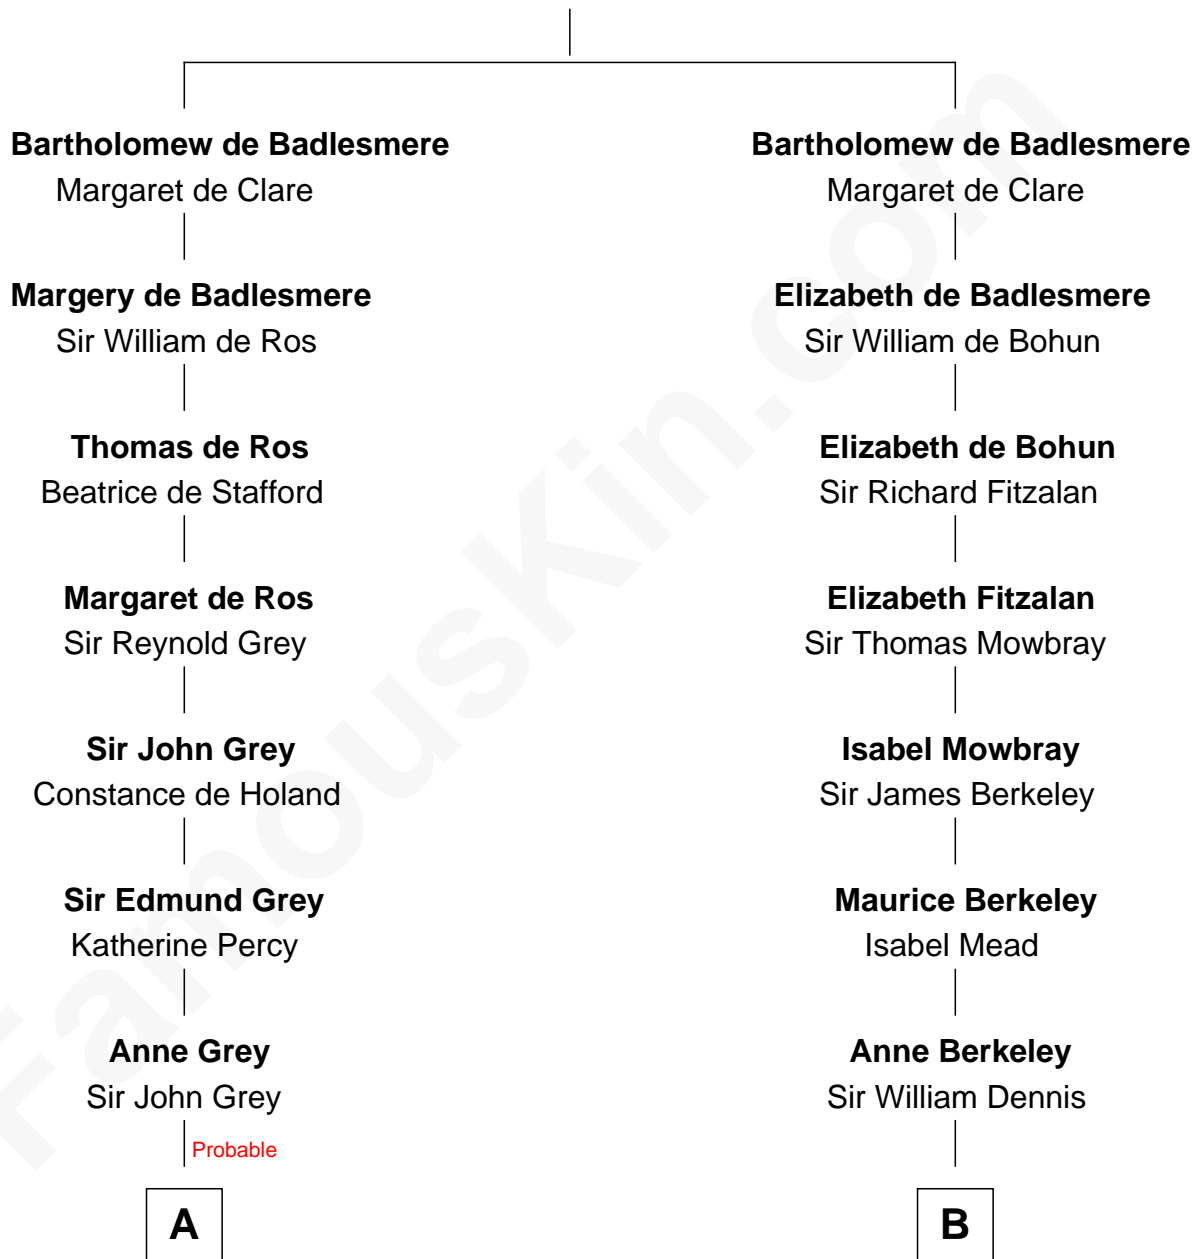 Bartholomew de Badlesmere
Margaret de Clare
Margery de Badlesmere
Sir William de Ros
Thomas de Ros
Beatrice de Stafford
Margaret de Ros
Sir Reynold Grey
Sir John Grey
Constance de Holand
Sir Edmund Grey
Katherine Percy
Anne Grey
Sir John Grey
Probable
A
Bartholomew de Badlesmere
Margaret de Clare
Elizabeth de Badlesmere
Sir William de Bohun
Elizabeth de Bohun
Sir Richard Fitzalan
Elizabeth Fitzalan
Sir Thomas Mowbray
Isabel Mowbray
Sir James Berkeley
Maurice Berkeley
Isabel Mead
Anne Berkeley
Sir William Dennis
B
FamousKin.com